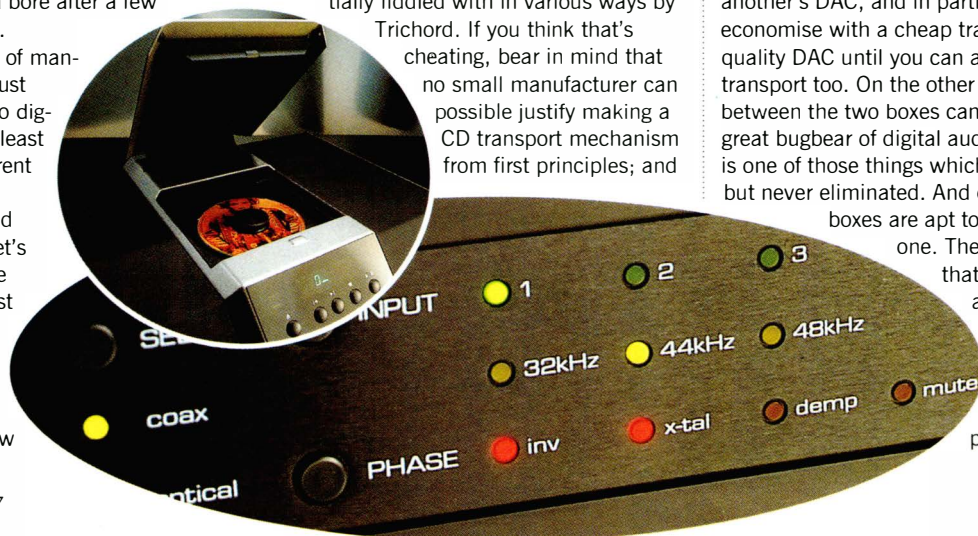 bore after a few
of man-
ust
o dig-
least
rent
d
et's
e
st
w
tially fiddled with in various ways by
Trichord. If you think that's
cheating, bear in mind that
no small manufacturer can
possible justify making a
CD transport mechanism
from first principles; and
another's DAC, and in part
economise with a cheap tra
quality DAC until you can a
transport too. On the other
between the two boxes can
great bugbear of digital aud
is one of those things which
but never eliminated. And
boxes are apt to
one. The
that
a
p
INPUT 1 2 3
32kHz 44kHz 48kHz
coax
inv x-tal demp mute
PHASE
ptical